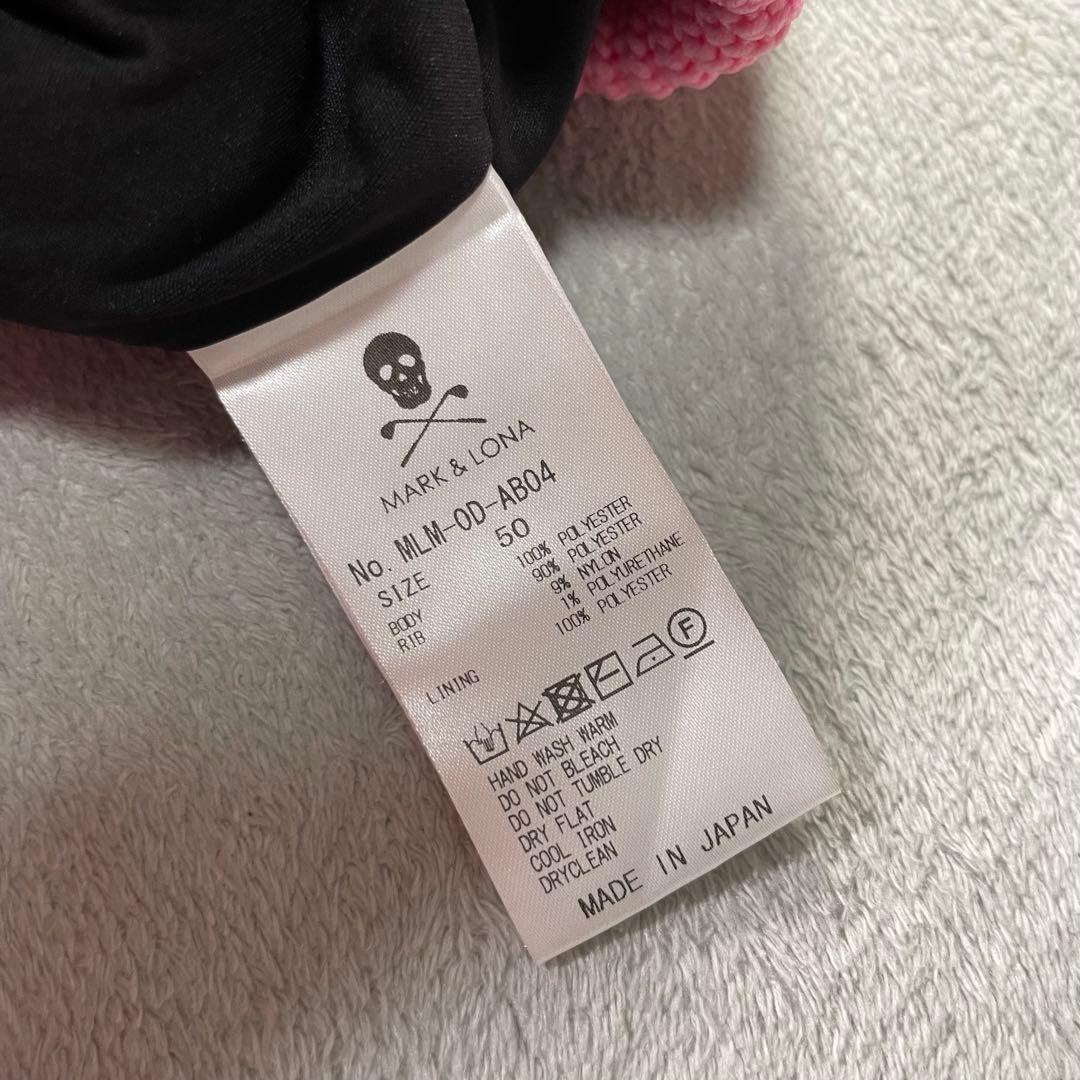 MARK & LONA
No. MLM-0D-AB04
SIZE 50
BODY 100% POLYESTER
RIB 90% POLYESTER
9% NYLON
1% POLYURETHANE
LINING 100% POLYESTER
F
HAND WASH WARM
DO NOT BLEACH
DO NOT TUMBLE DRY
DRY FLAT
COOL IRON
DRYCLEAN
MADE IN JAPAN